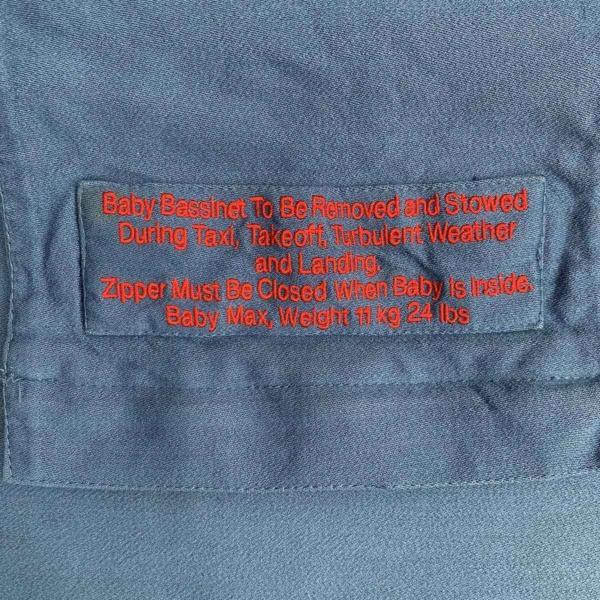 Baby Bassinet To Be Removed and Stowed
During Taxi, Takeoff, Turbulent Weather
and Landing.
Zipper Must Be Closed When Baby Is Inside.
Baby Max, Weight 11 kg 24 lbs